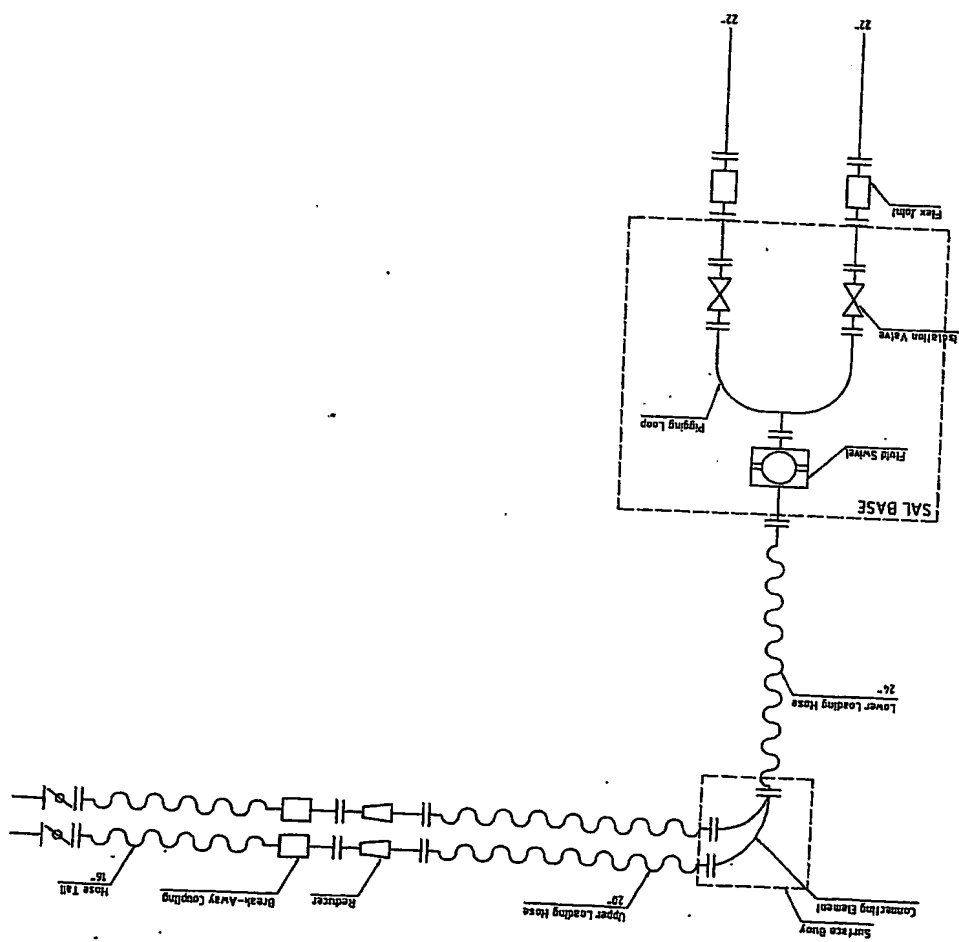 Surface Buoy
Connecting Element
Upper Loading Hose
20"
Reducer
Break-Away Coupling
Hose Tail
16"
Lower Loading Hose
24"
SAL BASE
Fluid Swivel
Pigging Loop
Isolation Valve
Flex Joint
22"
22"